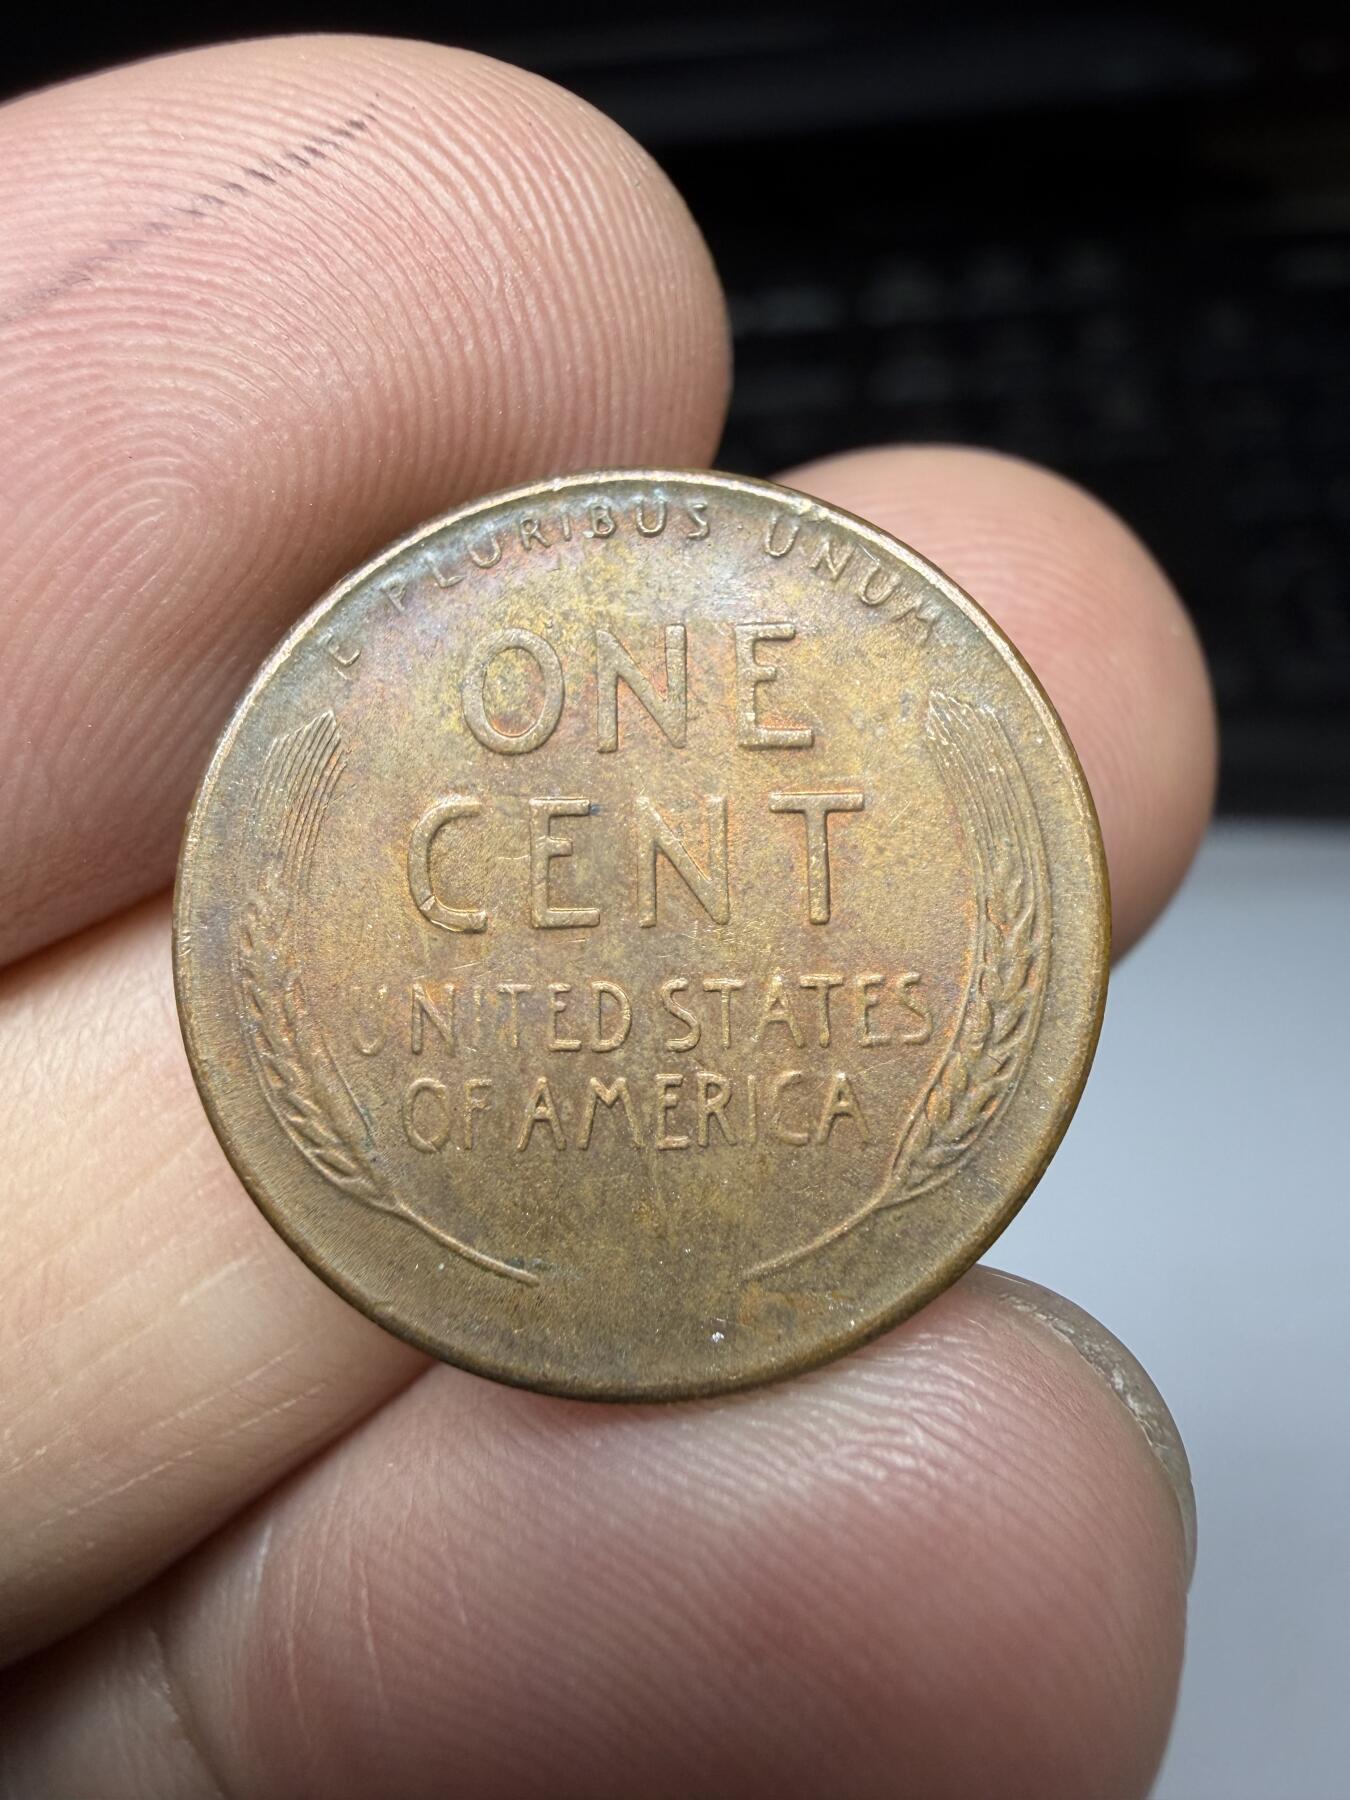 E PLURIBUS · UNUM
ONE
CENT
UNITED STATES
OF AMERICA